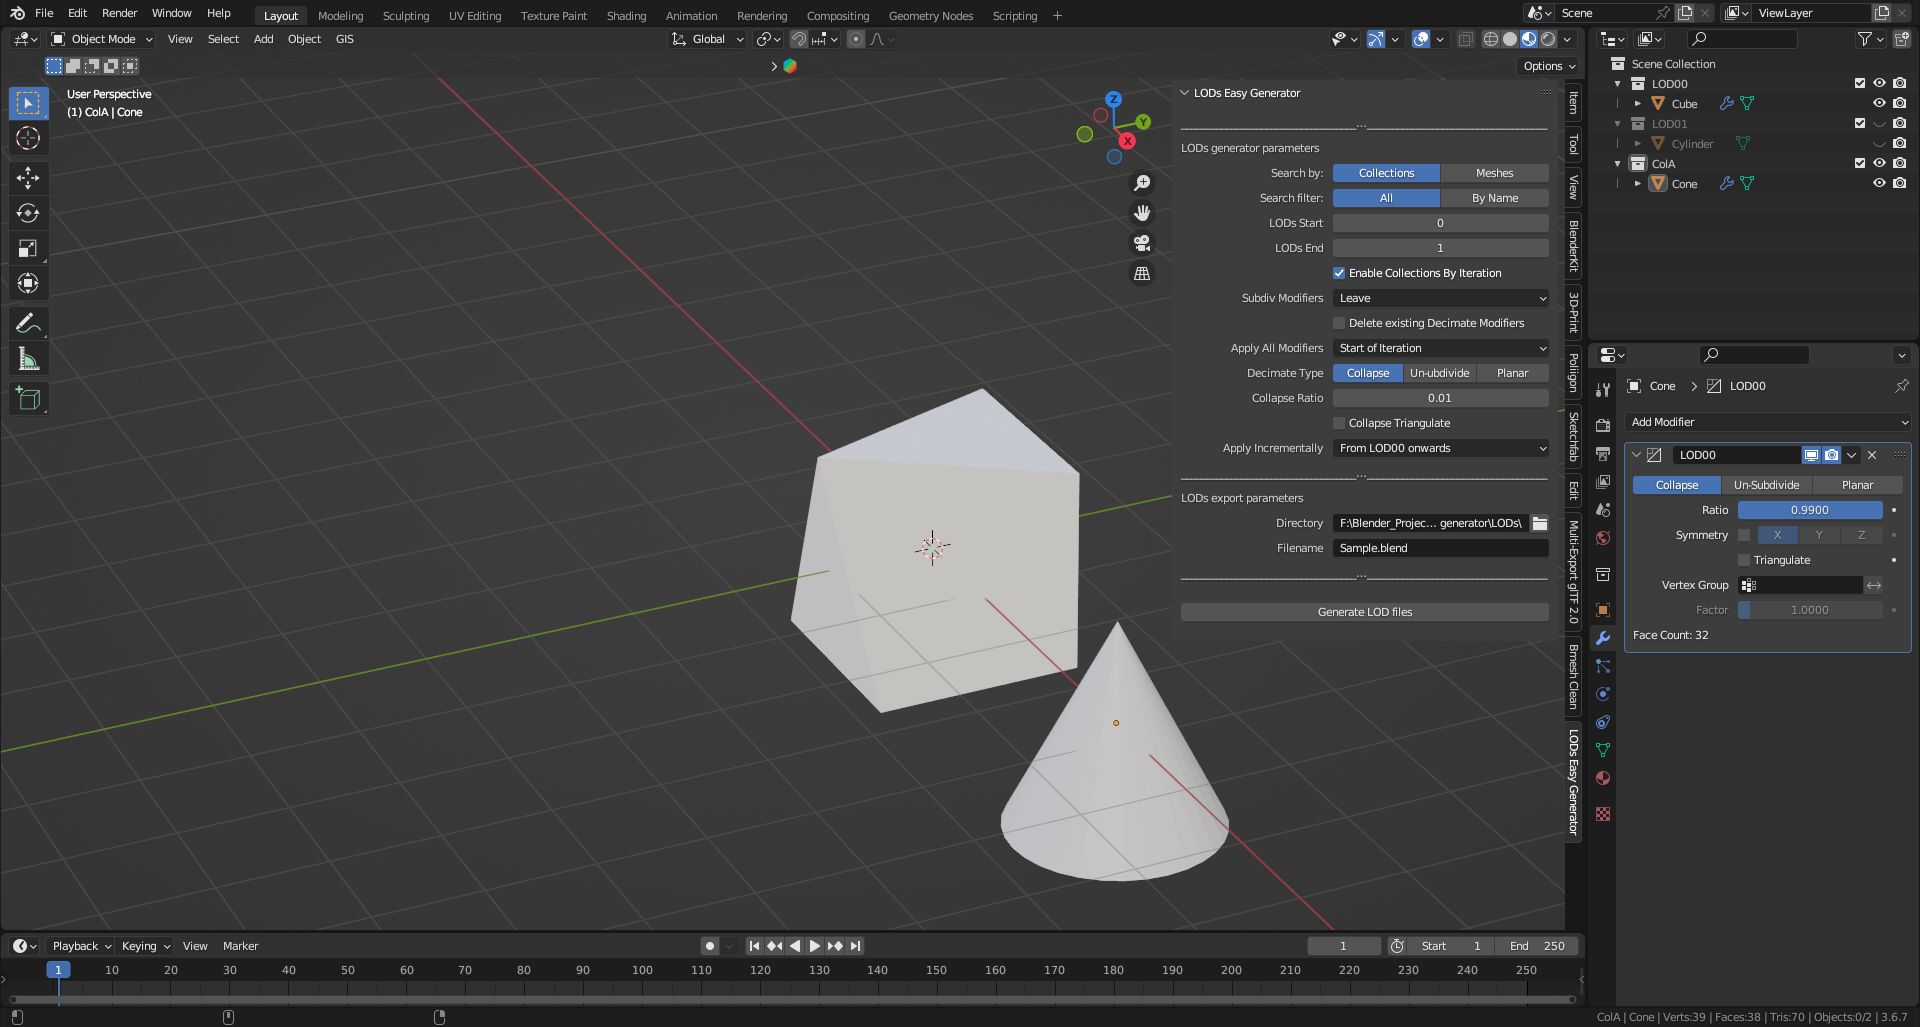 File Edit Render Window Help Layout Modeling Sculpting UV Editing Texture Paint Shading Animation Rendering Compositing Geometry Nodes Scripting + Scene ViewLayer
Object Mode View Select Add Object GIS Global
Options
User Perspective
(1) ColA | Cone
Z
Y
X
LODs Easy Generator
LODs generator parameters
Search by: Collections Meshes
Search filter: All By Name
LODs Start 0
LODs End 1
Enable Collections By Iteration
Subdiv Modifiers Leave
Delete existing Decimate Modifiers
Apply All Modifiers Start of Iteration
Decimate Type Collapse Un-ubdivide Planar
Collapse Ratio 0.01
Collapse Triangulate
Apply Incrementally From LOD00 onwards
LODs export parameters
Directory F:\Blender_Projec... generator\LODs\
Filename Sample.blend
Generate LOD files
Item
Tool
View
BlenderKit
3D-Print
Poliigon
Sketchfab
Edit
Multi-Export glTF 2.0
Bmesh Clean
LODs Easy Generator
Scene Collection
LOD00
Cube
LOD01
Cylinder
ColA
Cone
Cone > LOD00
Add Modifier
LOD00
Collapse Un-Subdivide Planar
Ratio 0.9900
Symmetry X Y Z
Triangulate
Vertex Group
Factor 1.0000
Face Count: 32
Playback Keying View Marker 1 Start 1 End 250
1 10 20 30 40 50 60 70 80 90 100 110 120 130 140 150 160 170 180 190 200 210 220 230 240 250
ColA | Cone | Verts:39 | Faces:38 | Tris:70 | Objects:0/2 | 3.6.7